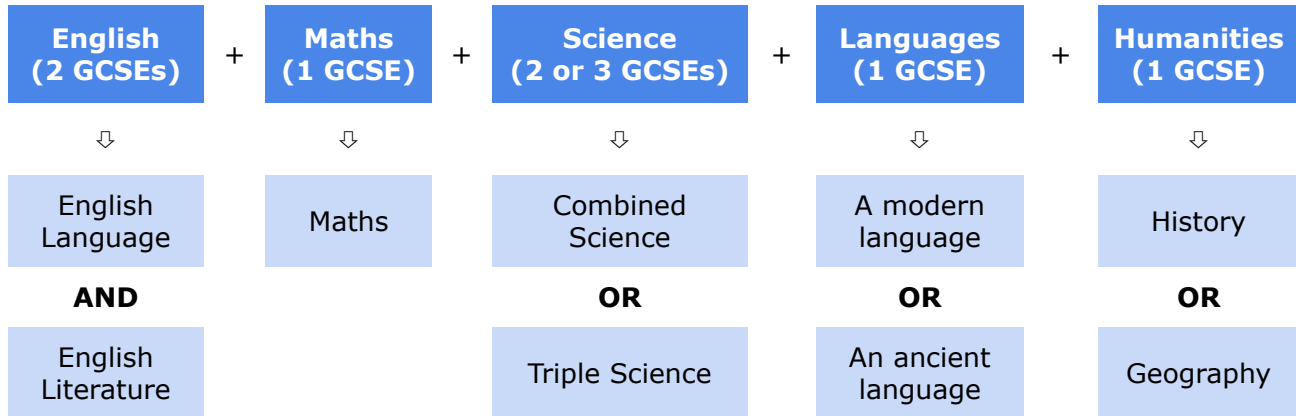 English
(2 GCSEs)
+
Maths
(1 GCSE)
+
Science
(2 or 3 GCSEs)
+
Languages
(1 GCSE)
+
Humanities
(1 GCSE)
⇩
⇩
⇩
⇩
⇩
English
Language
Maths
Combined
Science
A modern
language
History
AND
OR
OR
OR
English
Literature
Triple Science
An ancient
language
Geography